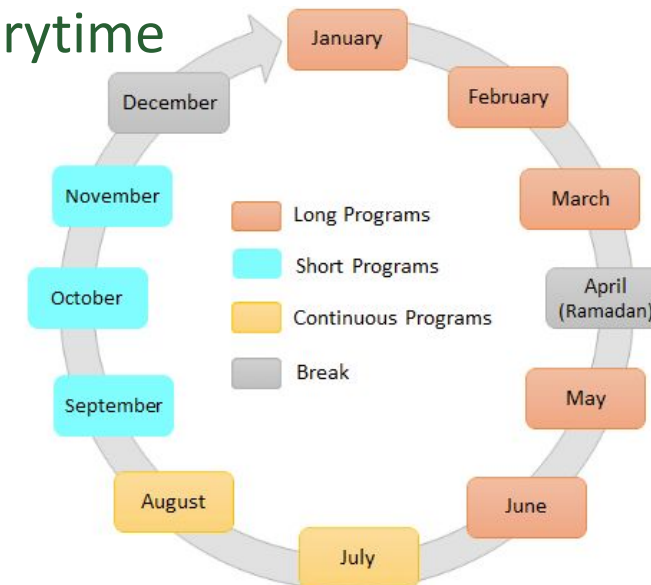 rytime
January
February
March
April
(Ramadan)
May
June
July
August
September
October
November
December
Long Programs
Short Programs
Continuous Programs
Break